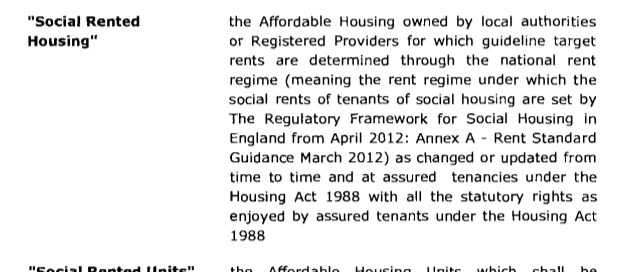 "Social Rented
Housing"
the Affordable Housing owned by local authorities
or Registered Providers for which guideline target
rents are determined through the national rent
regime (meaning the rent regime under which the
social rents of tenants of social housing are set by
The Regulatory Framework for Social Housing in
England from April 2012: Annex A - Rent Standard
Guidance March 2012) as changed or updated from
time to time and at assured tenancies under the
Housing Act 1988 with all the statutory rights as
enjoyed by assured tenants under the Housing Act
1988
"Social Rented Units"
the Affordable Housing Units which shall be